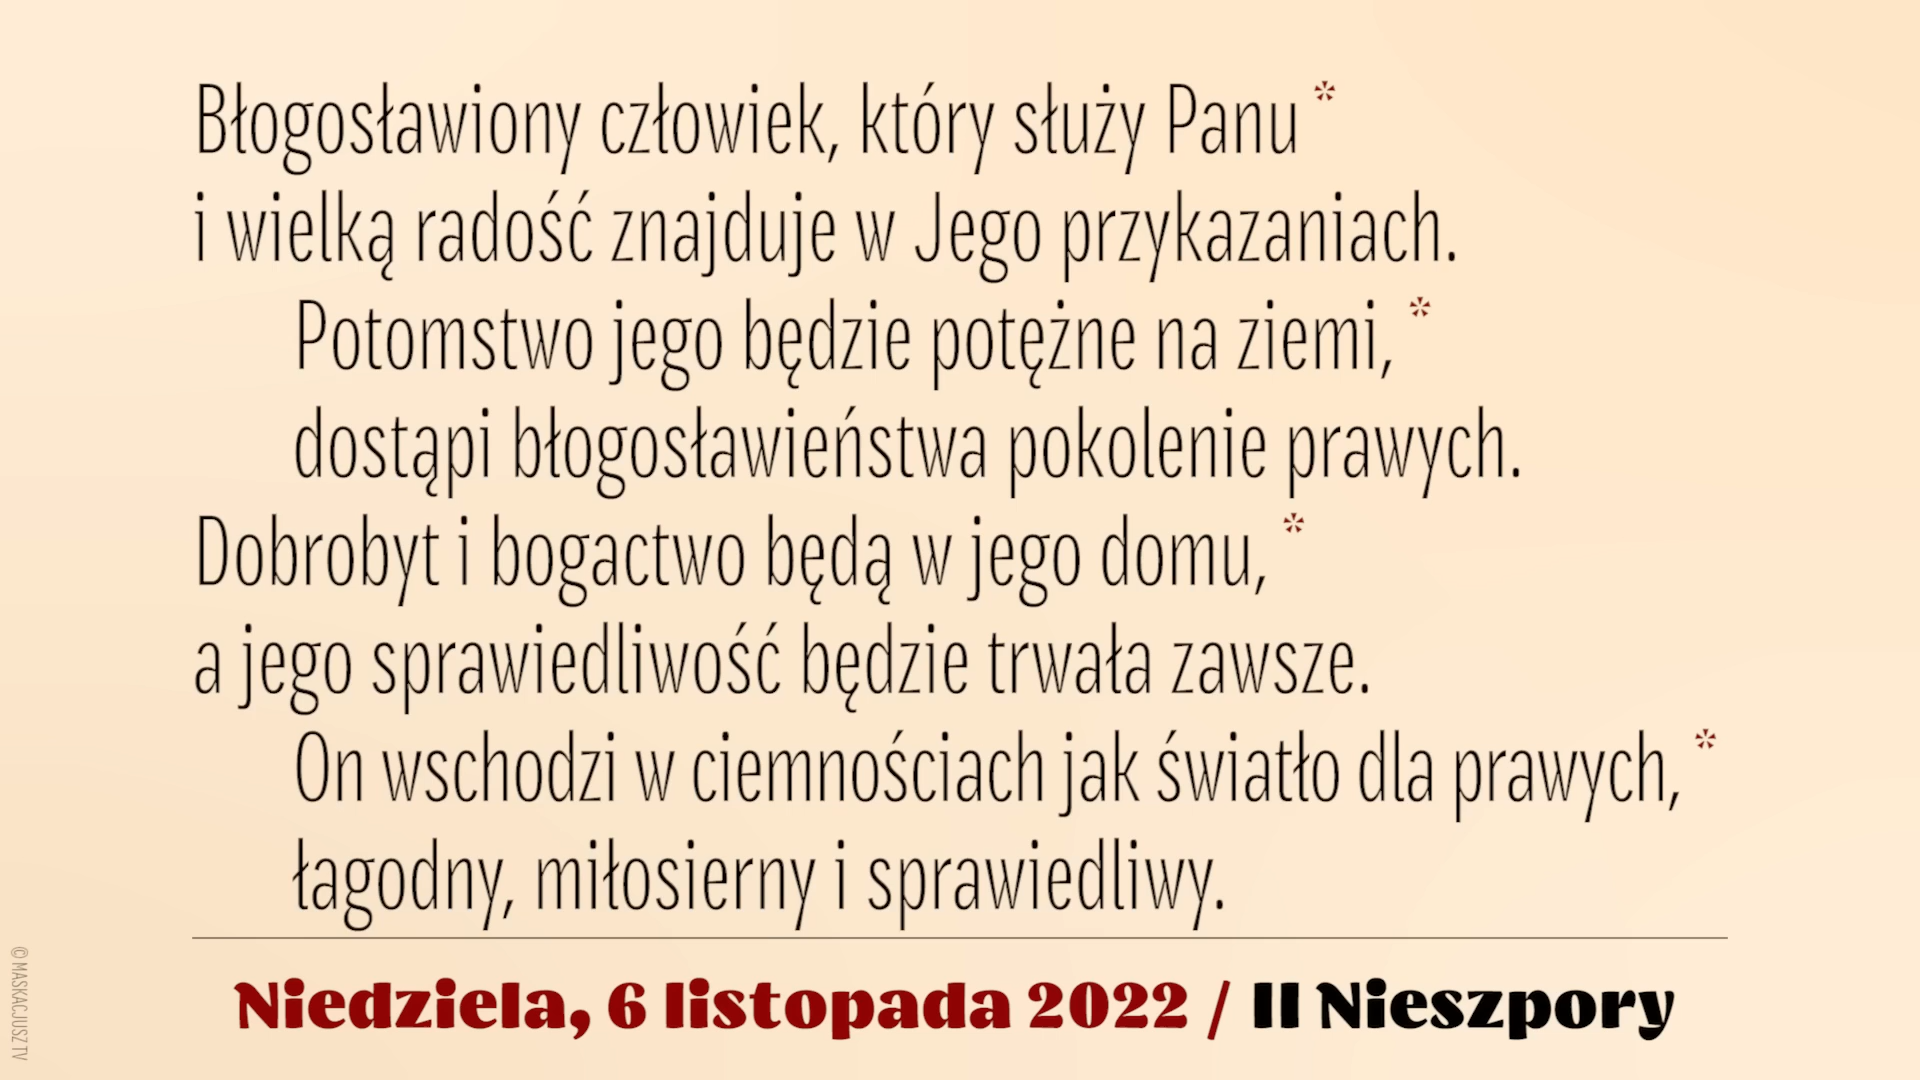 Błogosławiony człowiek, który służy Panu *
i wielką radość znajduje w Jego przykazaniach.
Potomstwo jego będzie potężne na ziemi, *
dostąpi błogosławieństwa pokolenie prawych.
Dobrobyt i bogactwo będą w jego domu, *
a jego sprawiedliwość będzie trwała zawsze.
On wschodzi w ciemnościach jak światło dla prawych, *
łagodny, miłosierny i sprawiedliwy.
Niedziela, 6 listopada 2022 / II Nieszpory
© MASKACJUSZ TV